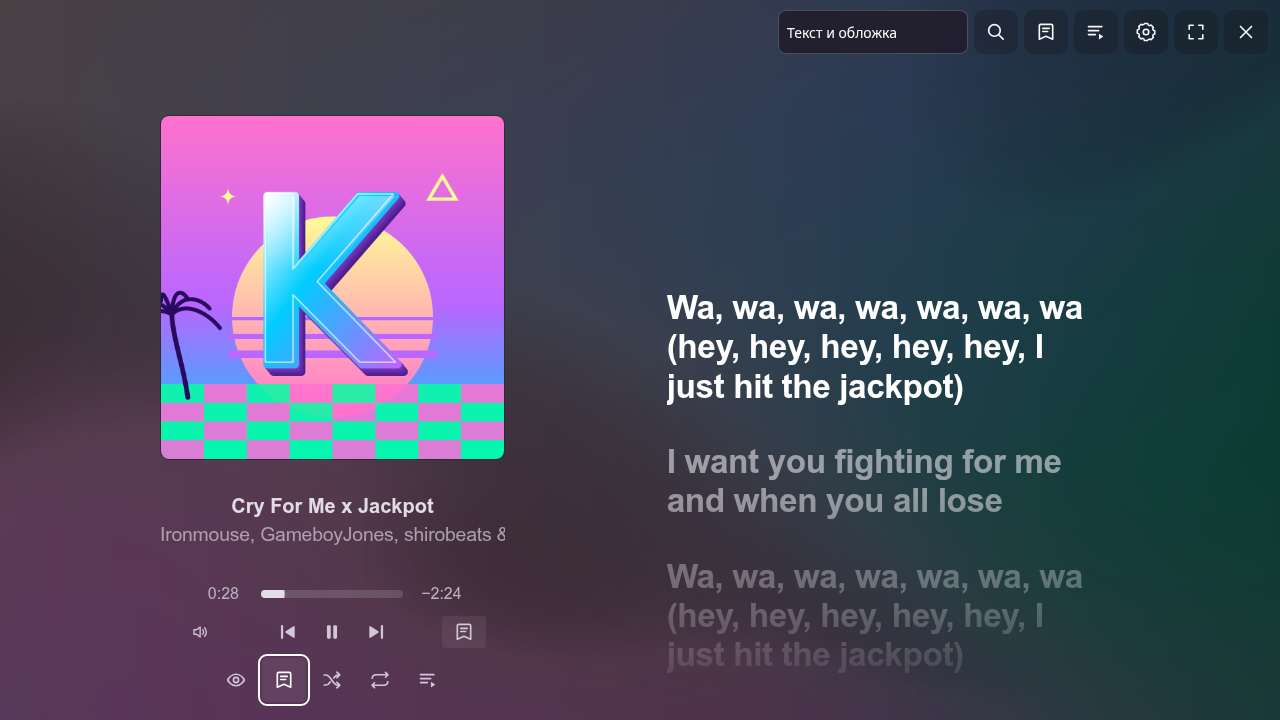 Текст и обложка
K
Cry For Me x Jackpot
Ironmouse, GameboyJones, shirobeats &
0:28
−2:24
Wa, wa, wa, wa, wa, wa, wa
(hey, hey, hey, hey, hey, I
just hit the jackpot)
I want you fighting for me
and when you all lose
Wa, wa, wa, wa, wa, wa, wa
(hey, hey, hey, hey, hey, I
just hit the jackpot)